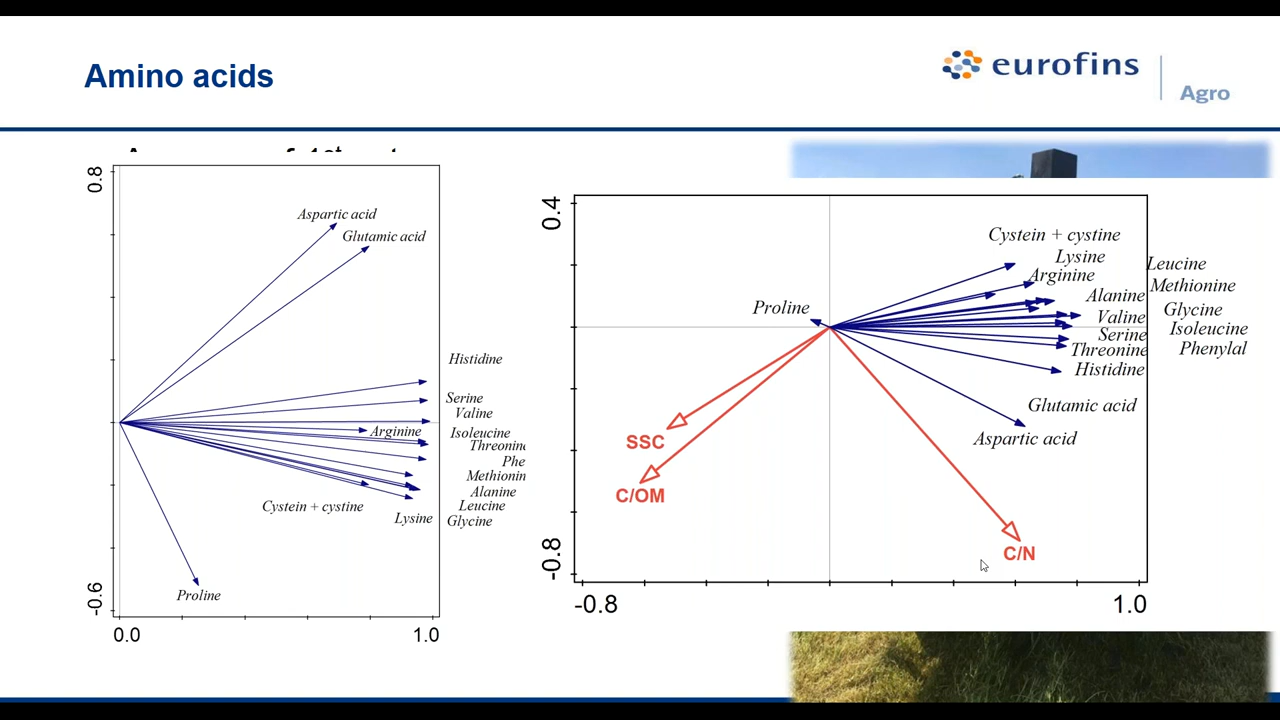 Amino acids
eurofins
Agro
0.8
Aspartic acid
Glutamic acid
Histidine
Serine
Valine
Arginine
Isoleucine
Threonine
Phe
Methionin
Alanine
Cystein + cystine
Leucine
Lysine
Glycine
Proline
-0.6
0.0
1.0
0.4
Cystein + cystine
Lysine
Leucine
Arginine
Methionine
Alanine
Proline
Glycine
Valine
Isoleucine
Serine
Phenylal
Threonine
Histidine
Glutamic acid
Aspartic acid
SSC
C/OM
C/N
-0.8
-0.8
1.0